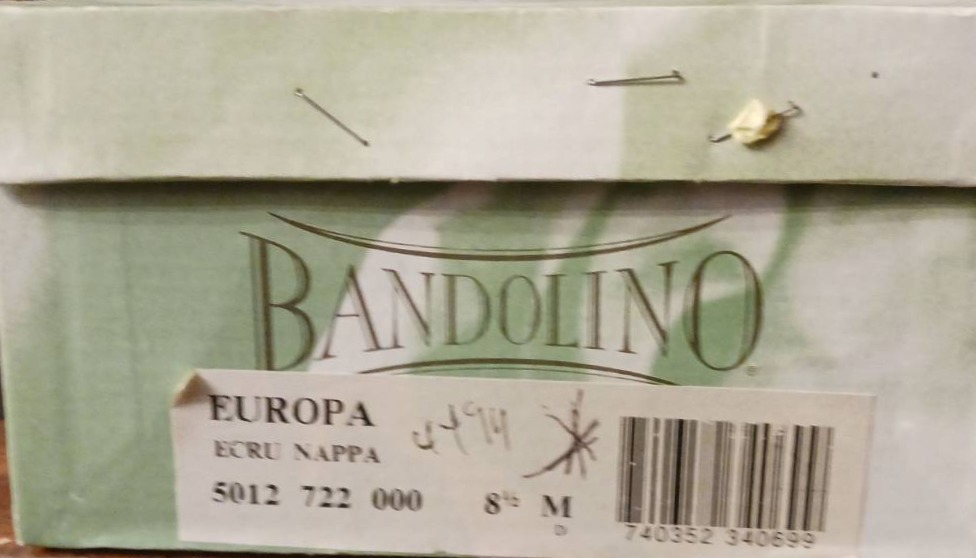 BANDOLINO®
EUROPA
ECRU NAPPA
5012 722 000 8½ M
D
740352 340699